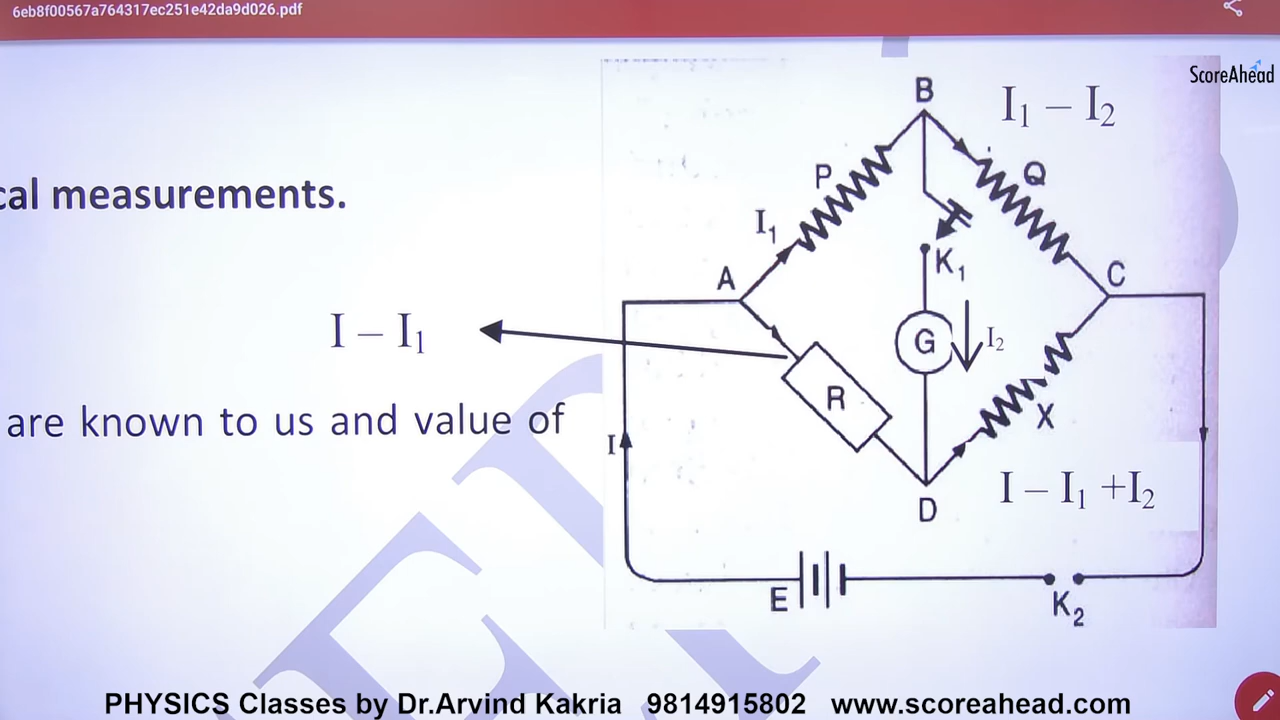 6eb8f00567a764317ec251e42da9d026.pdf
ScoreAhead
B
I₁ – I₂
P
Q
cal measurements.
I₁
K₁
A
C
I – I₁
G
I₂
R
X
are known to us and value of
I
I – I₁ +I₂
D
E
K₂
PHYSICS Classes by Dr.Arvind Kakria 9814915802 www.scoreahead.com